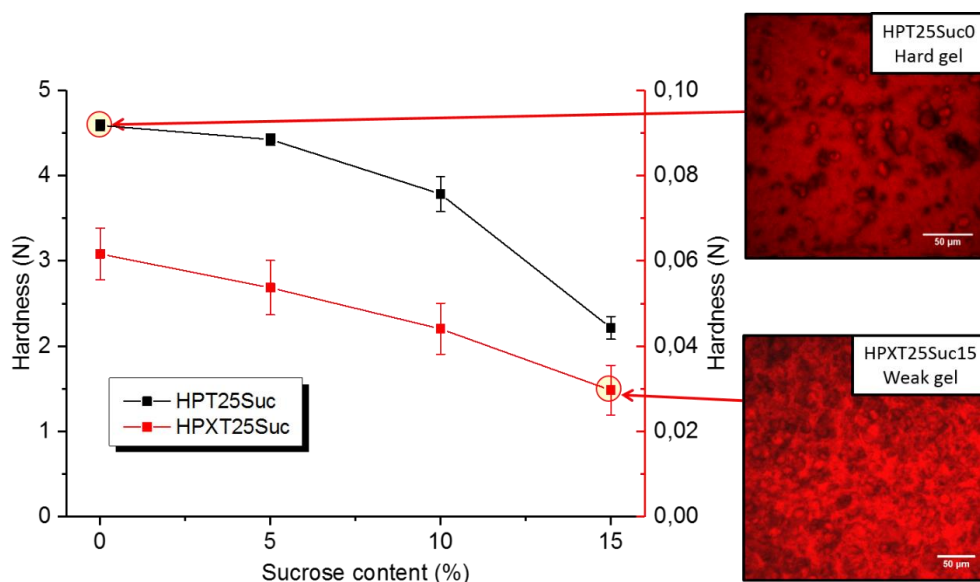 HPT25Suc0
Hard gel
50 µm
5
4
3
2
1
0
Hardness (N)
0,10
0,08
0,06
0,04
0,02
0,00
Hardness (N)
HPT25Suc
HPXT25Suc
0 5 10 15
Sucrose content (%)
HPXT25Suc15
Weak gel
50 µm